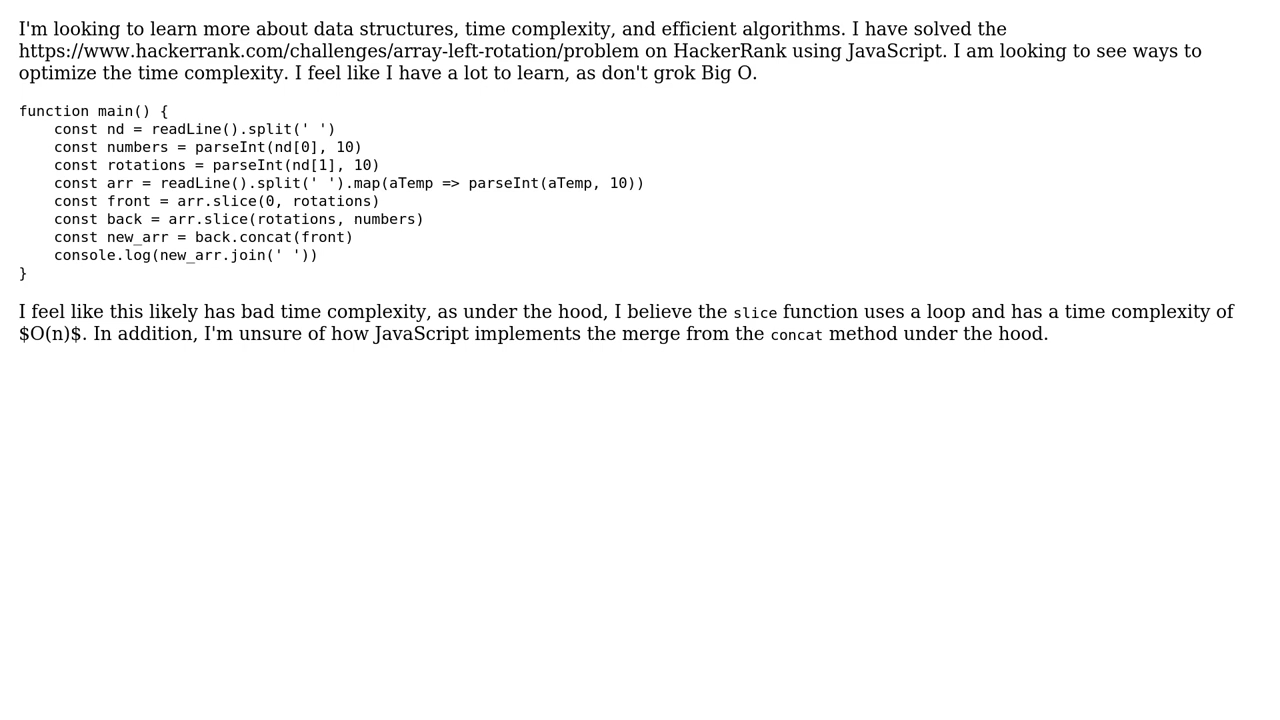 I'm looking to learn more about data structures, time complexity, and efficient algorithms. I have solved the
https://www.hackerrank.com/challenges/array-left-rotation/problem on HackerRank using JavaScript. I am looking to see ways to
optimize the time complexity. I feel like I have a lot to learn, as don't grok Big O.
function main() {
    const nd = readLine().split(' ')
    const numbers = parseInt(nd[0], 10)
    const rotations = parseInt(nd[1], 10)
    const arr = readLine().split(' ').map(aTemp => parseInt(aTemp, 10))
    const front = arr.slice(0, rotations)
    const back = arr.slice(rotations, numbers)
    const new_arr = back.concat(front)
    console.log(new_arr.join(' '))
}
I feel like this likely has bad time complexity, as under the hood, I believe the slice function uses a loop and has a time complexity of
$O(n)$. In addition, I'm unsure of how JavaScript implements the merge from the concat method under the hood.